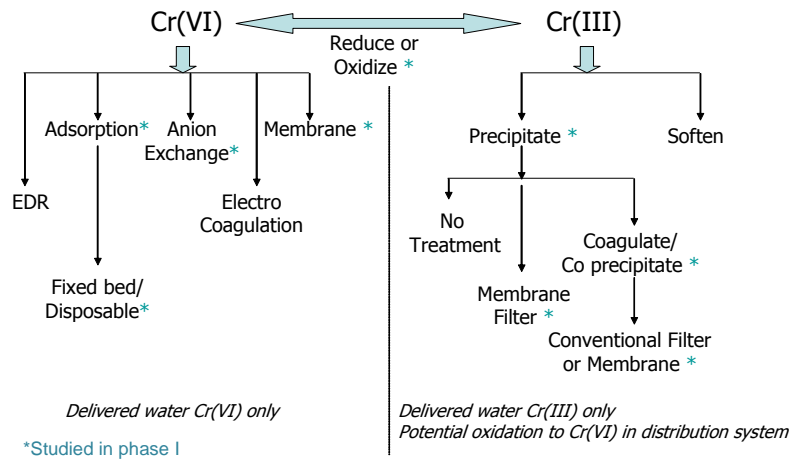 Cr(VI)
Cr(III)
Reduce or
Oxidize *
Adsorption*
Anion
Exchange*
Membrane *
EDR
Electro
Coagulation
Fixed bed/
Disposable*
Precipitate *
Soften
No
Treatment
Coagulate/
Co precipitate *
Membrane
Filter *
Conventional Filter
or Membrane *
Delivered water Cr(VI) only
Delivered water Cr(III) only
Potential oxidation to Cr(VI) in distribution system
*Studied in phase I